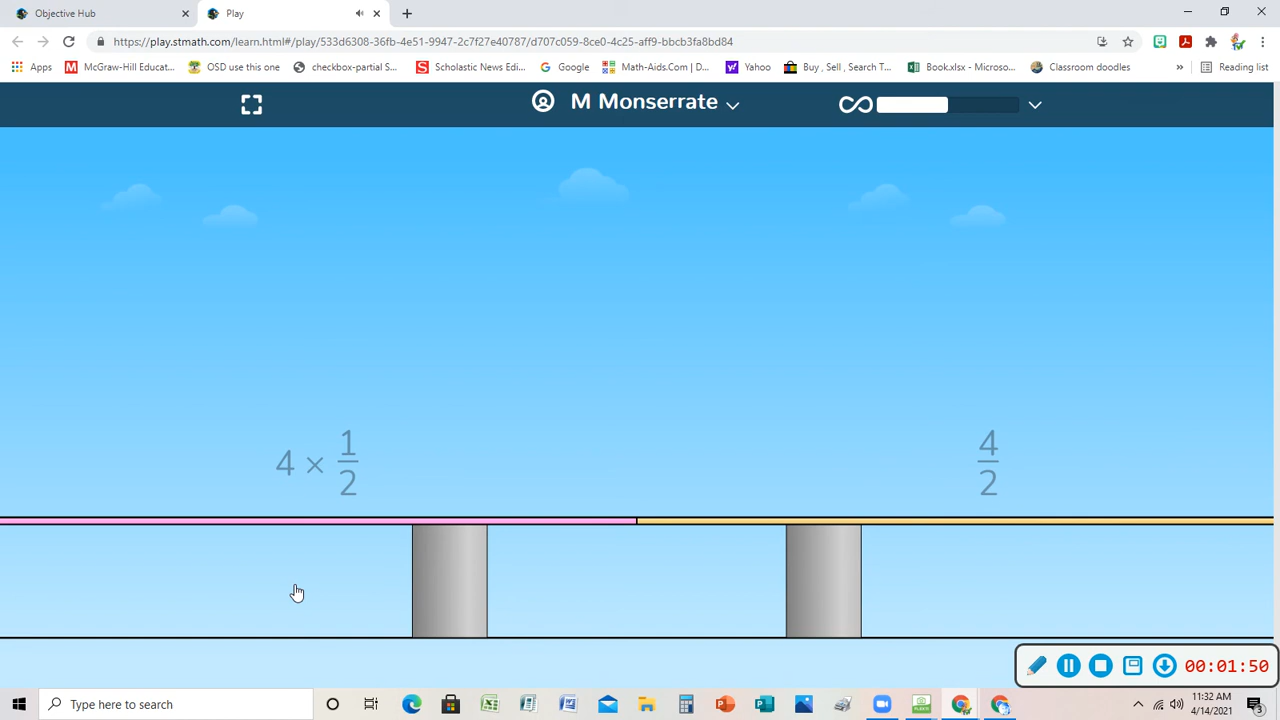 Objective Hub
Play
https://play.stmath.com/learn.html#/play/533d6308-36fb-4e51-9947-2c7f27e40787/d707c059-8ce0-4c25-aff9-bbcb3fa8bd84
Apps
McGraw-Hill Educat...
OSD use this one
checkbox-partial S...
Scholastic News Edi...
Google
Math-Aids.Com | D...
Yahoo
Buy , Sell , Search T...
Book.xlsx - Microso...
Classroom doodles
»
Reading list
M Monserrate
4 × 1/2
4/2
00:01:50
Type here to search
11:32 AM
4/14/2021
3